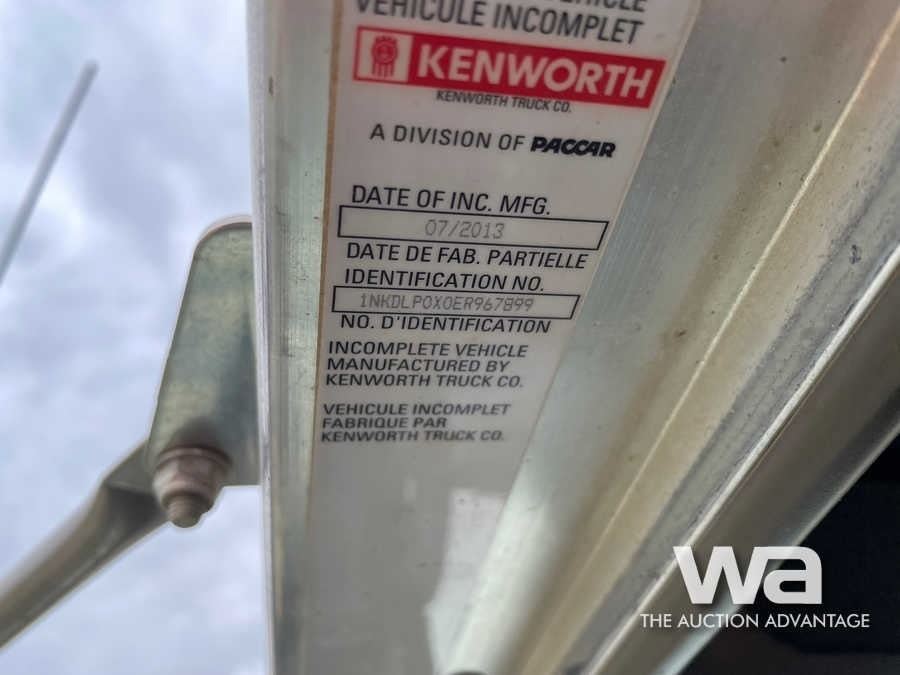 VEHICULE INCOMPLET
KENWORTH
KENWORTH TRUCK CO.
A DIVISION OF PACCAR
DATE OF INC. MFG.
07/2013
DATE DE FAB. PARTIELLE
IDENTIFICATION NO.
1NKDLP0X0ER967899
NO. D'IDENTIFICATION
INCOMPLETE VEHICLE
MANUFACTURED BY
KENWORTH TRUCK CO.
VEHICULE INCOMPLET
FABRIQUE PAR
KENWORTH TRUCK CO.
wa
THE AUCTION ADVANTAGE